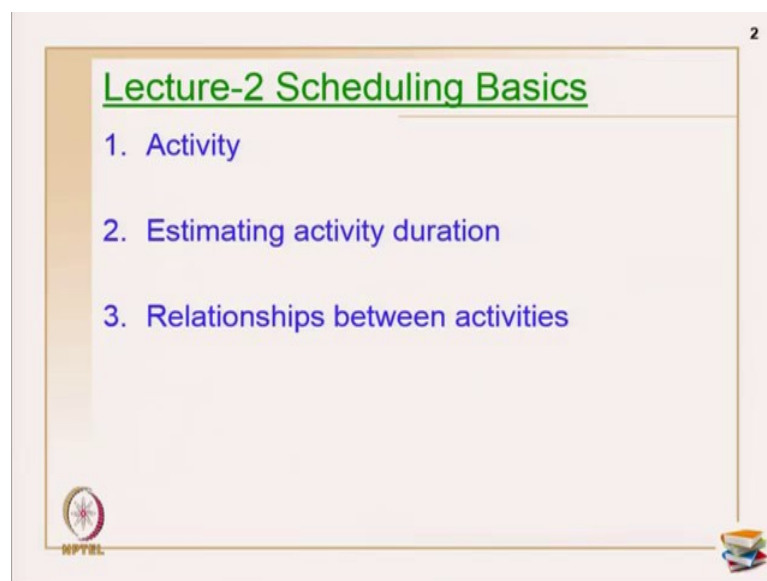 2
Lecture-2 Scheduling Basics
1. Activity
2. Estimating activity duration
3. Relationships between activities
NPTEL